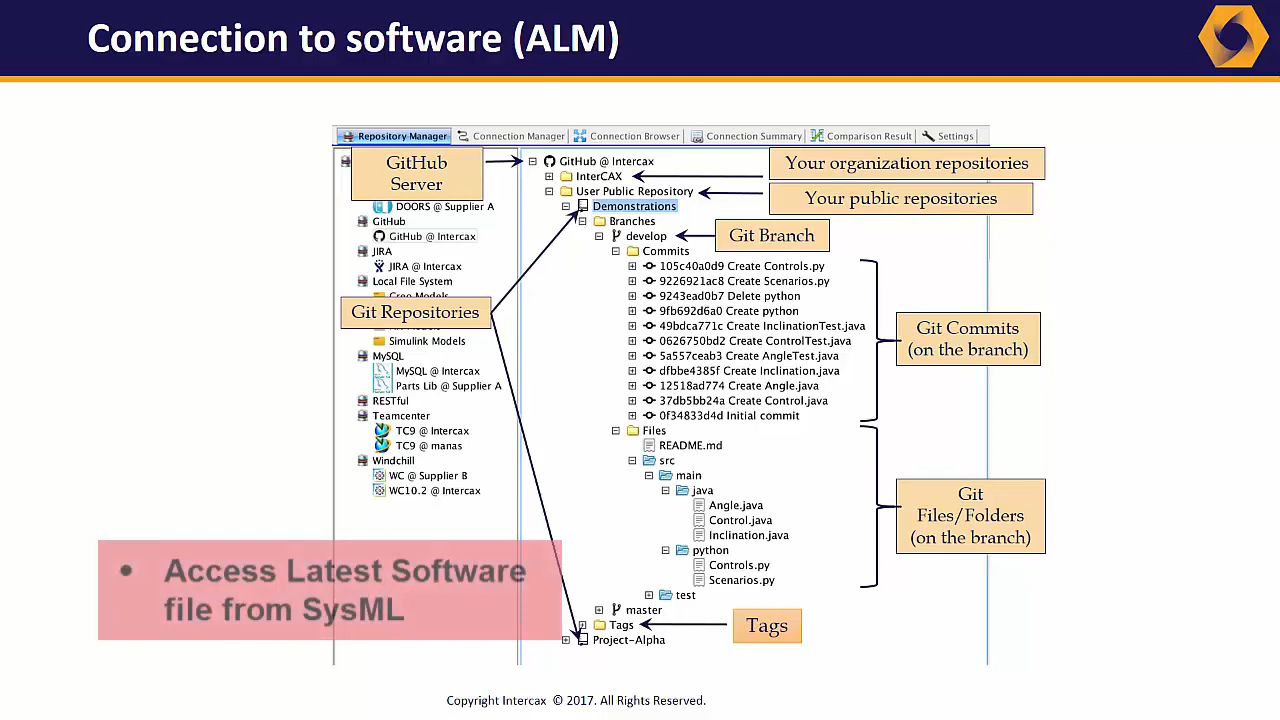 Connection to software (ALM)
Repository Manager
Connection Manager
Connection Browser
Connection Summary
Comparison Result
Settings
GitHub
Server
DOORS @ Supplier A
GitHub
GitHub @ Intercax
JIRA
JIRA @ Intercax
Local File System
Creo Models
Git Repositories
Simulink Models
MySQL
MySQL @ Intercax
Parts Lib @ Supplier A
RESTful
Teamcenter
TC9 @ Intercax
TC9 @ manas
Windchill
WC @ Supplier B
WC10.2 @ Intercax
GitHub @ Intercax
InterCAX
User Public Repository
Demonstrations
Branches
develop
Commits
105c40a0d9 Create Controls.py
9226921ac8 Create Scenarios.py
9243ead0b7 Delete python
9fb692d6a0 Create python
49bdca771c Create InclinationTest.java
0626750bd2 Create ControlTest.java
5a557ceab3 Create AngleTest.java
dfbbe4385f Create Inclination.java
12518ad774 Create Angle.java
37db5bb24a Create Control.java
0f34833d4d Initial commit
Files
README.md
src
main
java
Angle.java
Control.java
Inclination.java
python
Controls.py
Scenarios.py
test
master
Tags
Project-Alpha
Your organization repositories
Your public repositories
Git Branch
Git Commits
(on the branch)
Git
Files/Folders
(on the branch)
Tags
• Access Latest Software
file from SysML
Copyright Intercax © 2017. All Rights Reserved.